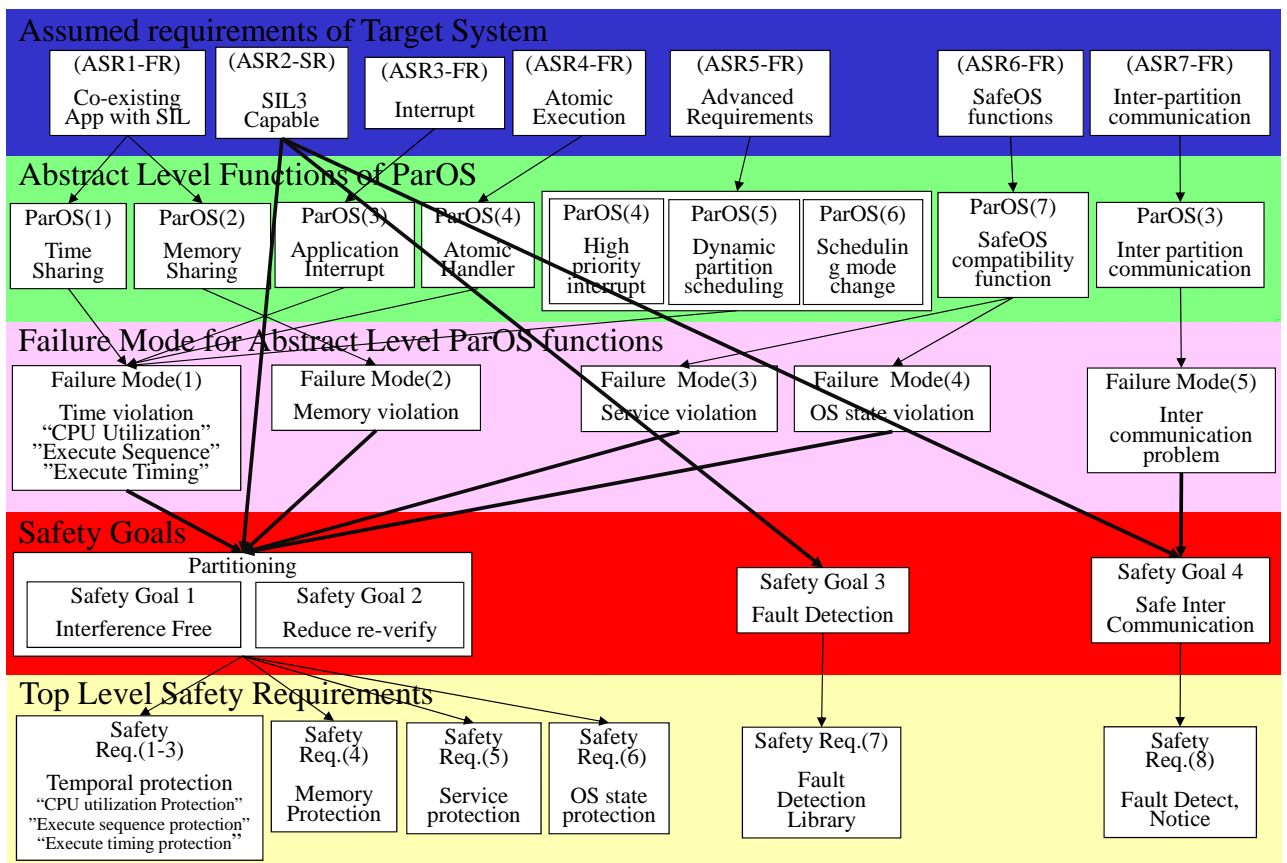 Assumed requirements of Target System
(ASR1-FR)
Co-existing
App with SIL
(ASR2-SR)
SIL3
Capable
(ASR3-FR)
Interrupt
(ASR4-FR)
Atomic
Execution
(ASR5-FR)
Advanced
Requirements
(ASR6-FR)
SafeOS
functions
(ASR7-FR)
Inter-partition
communication
Abstract Level Functions of ParOS
ParOS(1)
Time
Sharing
ParOS(2)
Memory
Sharing
ParOS(3)
Application
Interrupt
ParOS(4)
Atomic
Handler
ParOS(4)
High
priority
interrupt
ParOS(5)
Dynamic
partition
scheduling
ParOS(6)
Schedulin
g mode
change
ParOS(7)
SafeOS
compatibility
function
ParOS(3)
Inter partition
communication
Failure Mode for Abstract Level ParOS functions
Failure Mode(1)
Time violation
“CPU Utilization”
”Execute Sequence”
”Execute Timing”
Failure Mode(2)
Memory violation
Failure Mode(3)
Service violation
Failure Mode(4)
OS state violation
Failure Mode(5)
Inter
communication
problem
Safety Goals
Partitioning
Safety Goal 1
Interference Free
Safety Goal 2
Reduce re-verify
Safety Goal 3
Fault Detection
Safety Goal 4
Safe Inter
Communication
Top Level Safety Requirements
Safety
Req.(1-3)
Temporal protection
“CPU utilization Protection”
”Execute sequence protection”
“Execute timing protection”
Safety
Req.(4)
Memory
Protection
Safety
Req.(5)
Service
protection
Safety
Req.(6)
OS state
protection
Safety Req.(7)
Fault
Detection
Library
Safety
Req.(8)
Fault Detect,
Notice